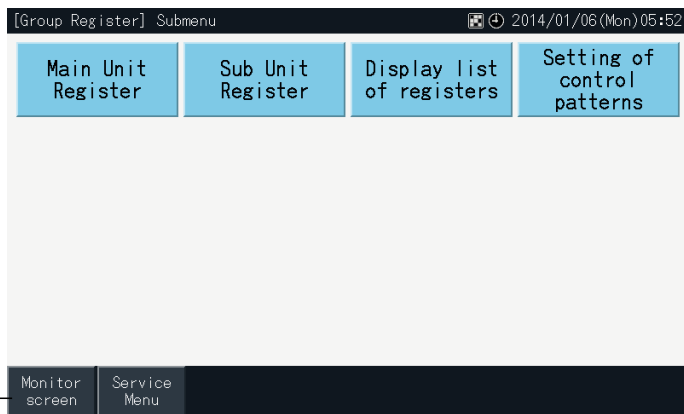 [Group Register] Submenu 2014/01/06(Mon)05:52
Main Unit
Register
Sub Unit
Register
Display list
of registers
Setting of
control
patterns
Monitor
screen
Service
Menu